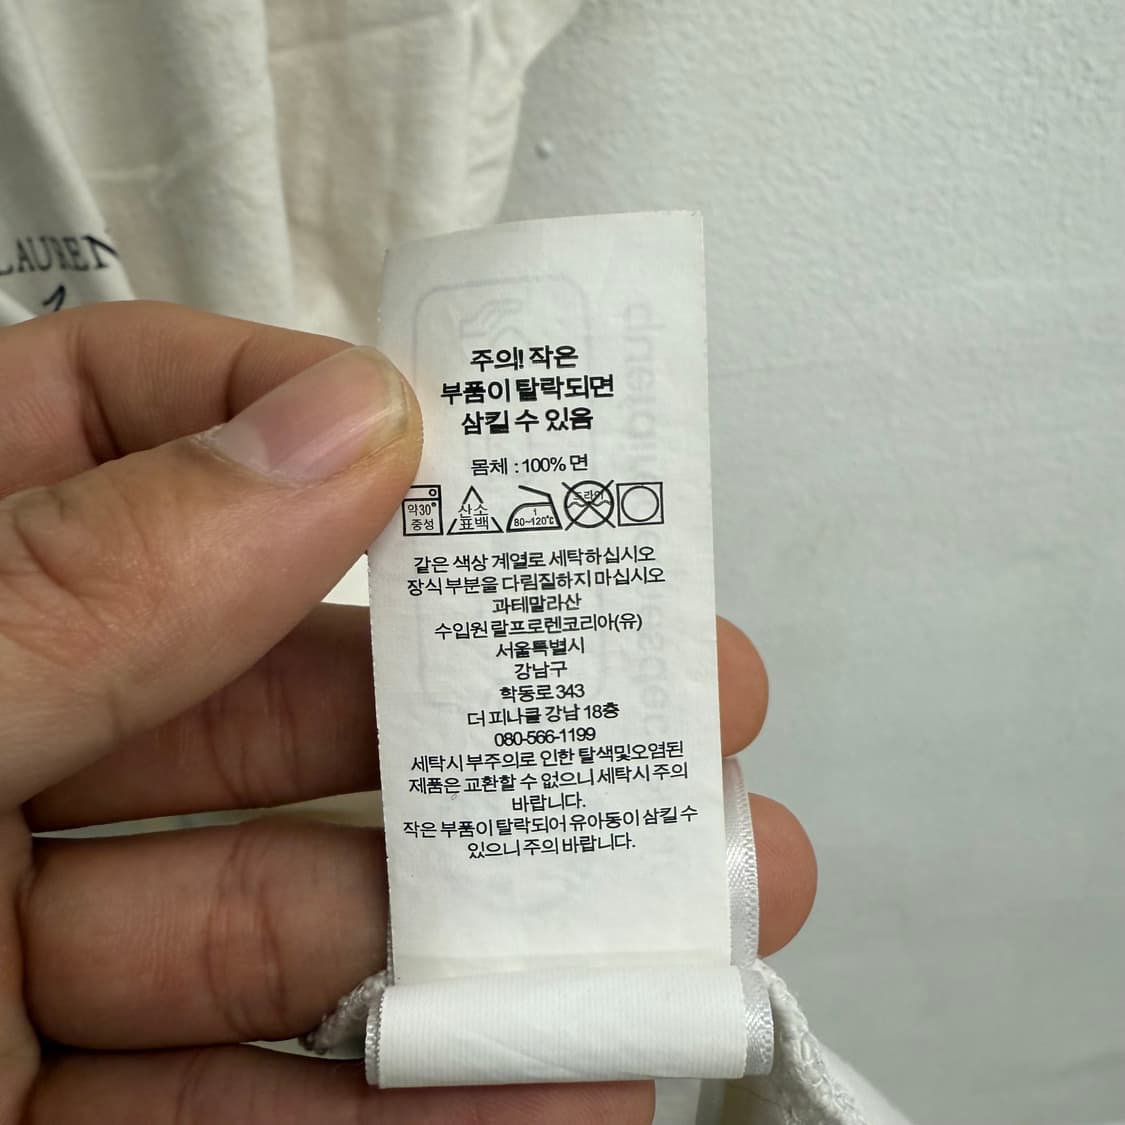 LAUREN
주의! 작은
부품이 탈락되면
삼킬 수 있음
몸체 : 100% 면
약30°
중성
산소
표백
1
80~120°C
드라이
같은 색상 계열로 세탁하십시오
장식 부분을 다림질하지 마십시오
과테말라산
수입원 랄프로렌코리아(유)
서울특별시
강남구
학동로 343
더 피나클 강남 18층
080-566-1199
세탁시 부주의로 인한 탈색및오염된
제품은 교환할 수 없으니 세탁시 주의
바랍니다.
작은 부품이 탈락되어 유아동이 삼킬 수
있으니 주의 바랍니다.